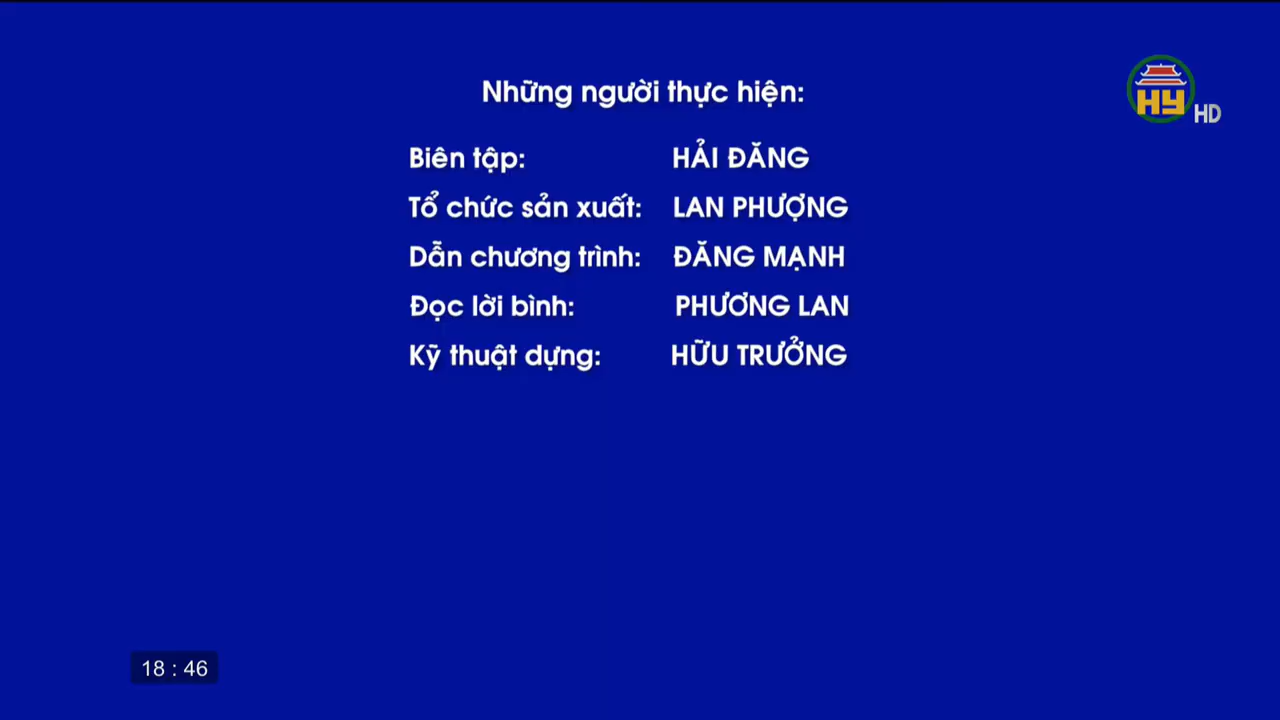 Những người thực hiện:
HY HD
Biên tập: HẢI ĐĂNG
Tổ chức sản xuất: LAN PHƯỢNG
Dẫn chương trình: ĐĂNG MẠNH
Đọc lời bình: PHƯƠNG LAN
Kỹ thuật dựng: HỮU TRƯỞNG
18 : 46